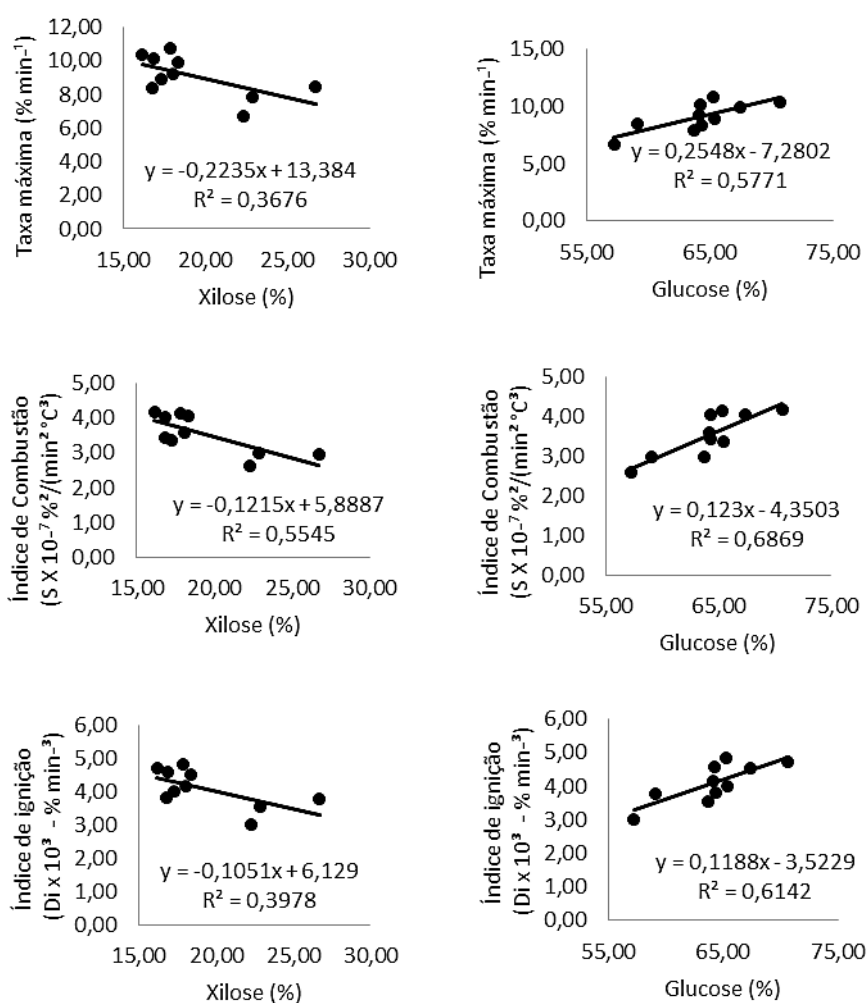 Taxa máxima (% min-¹)
12,00
10,00
8,00
6,00
4,00
2,00
0,00
y = -0,2235x + 13,384
R² = 0,3676
15,00 20,00 25,00 30,00
Xilose (%)
Taxa máxima (% min-¹)
15,00
10,00
5,00
0,00
y = 0,2548x - 7,2802
R² = 0,5771
55,00 65,00 75,00
Glucose (%)
Índice de Combustão
(S X 10-⁷ %²/(min² °C³)
5,00
4,00
3,00
2,00
1,00
0,00
y = -0,1215x + 5,8887
R² = 0,5545
15,00 20,00 25,00 30,00
Xilose (%)
Índice de Combustão
(S X 10-⁷ %²/(min² °C³)
5,00
4,00
3,00
2,00
1,00
0,00
y = 0,123x - 4,3503
R² = 0,6869
55,00 65,00 75,00
Glucose (%)
Índice de ignição
(Di x 10³ - % min-³)
6,00
5,00
4,00
3,00
2,00
1,00
0,00
y = -0,1051x + 6,129
R² = 0,3978
15,00 20,00 25,00 30,00
Xilose (%)
Índice de ignição
(Di x 10³ - % min-³)
6,00
5,00
4,00
3,00
2,00
1,00
0,00
y = 0,1188x - 3,5229
R² = 0,6142
55,00 65,00 75,00
Glucose (%)